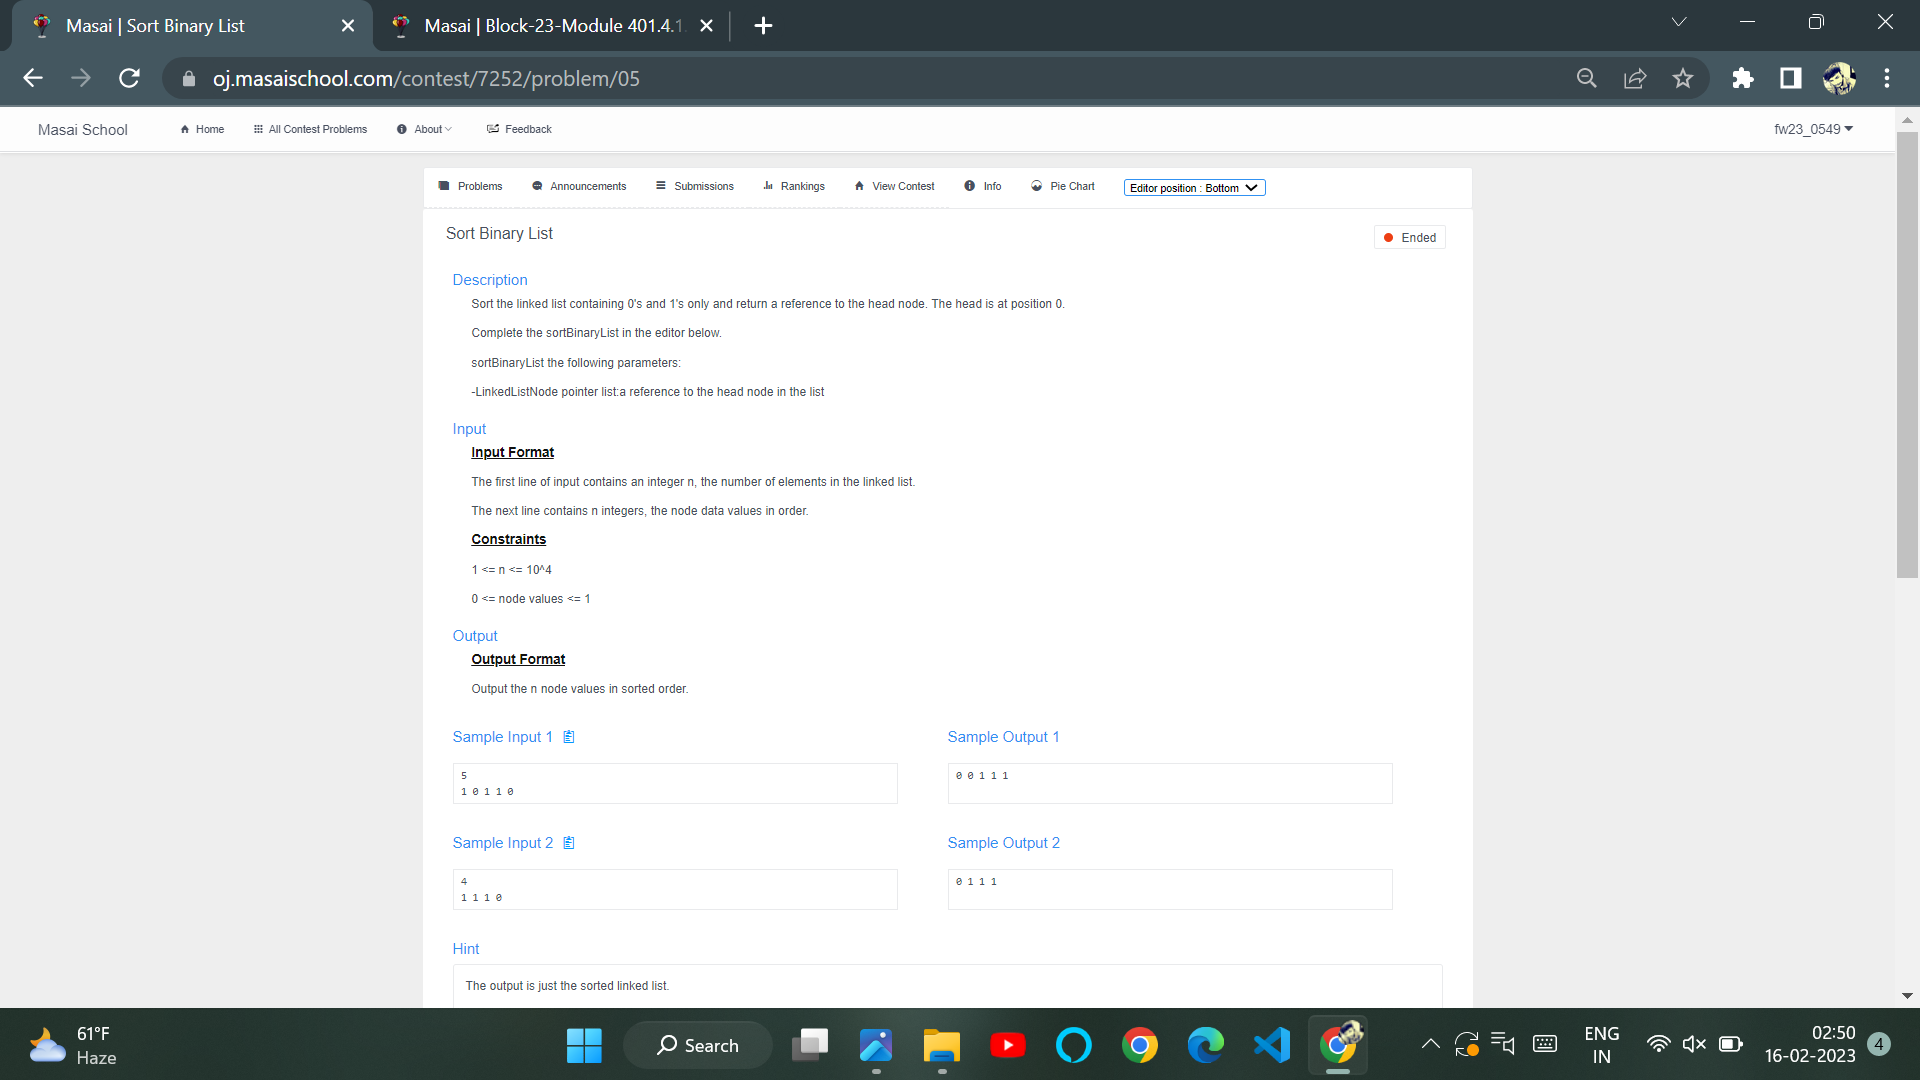 Masai | Sort Binary List
Masai | Block-23-Module 401.4.1
oj.masaischool.com/contest/7252/problem/05
Masai School
Home
All Contest Problems
About
Feedback
fw23_0549
Problems
Announcements
Submissions
Rankings
View Contest
Info
Pie Chart
Editor position : Bottom
Sort Binary List
Ended
Description
Sort the linked list containing 0's and 1's only and return a reference to the head node. The head is at position 0.
Complete the sortBinaryList in the editor below.
sortBinaryList the following parameters:
-LinkedListNode pointer list:a reference to the head node in the list
Input
Input Format
The first line of input contains an integer n, the number of elements in the linked list.
The next line contains n integers, the node data values in order.
Constraints
1 <= n <= 10^4
0 <= node values <= 1
Output
Output Format
Output the n node values in sorted order.
Sample Input 1
5
1 0 1 1 0
Sample Output 1
0 0 1 1 1
Sample Input 2
4
1 1 1 0
Sample Output 2
0 1 1 1
Hint
The output is just the sorted linked list.
61°F
Haze
Search
ENG
IN
02:50
16-02-2023
4